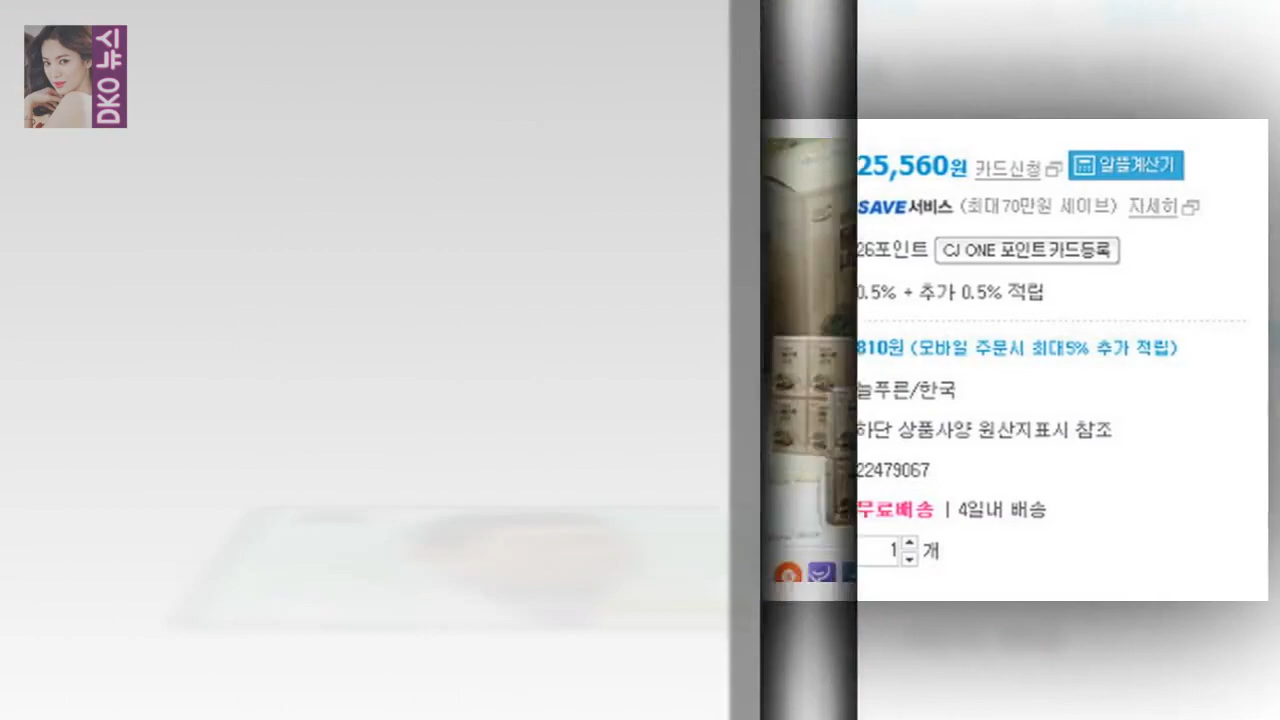 DKO 뉴스
25,560원 카드신청 알뜰계산기
SAVE서비스 (최대70만원 세이브) 자세히
26포인트 CJ ONE 포인트카드등록
0.5% + 추가 0.5% 적립
810원 (모바일 주문시 최대5% 추가 적립)
늘푸른/한국
하단 상품사양 원산지표시 참조
22479067
무료배송 | 4일내 배송
1 개